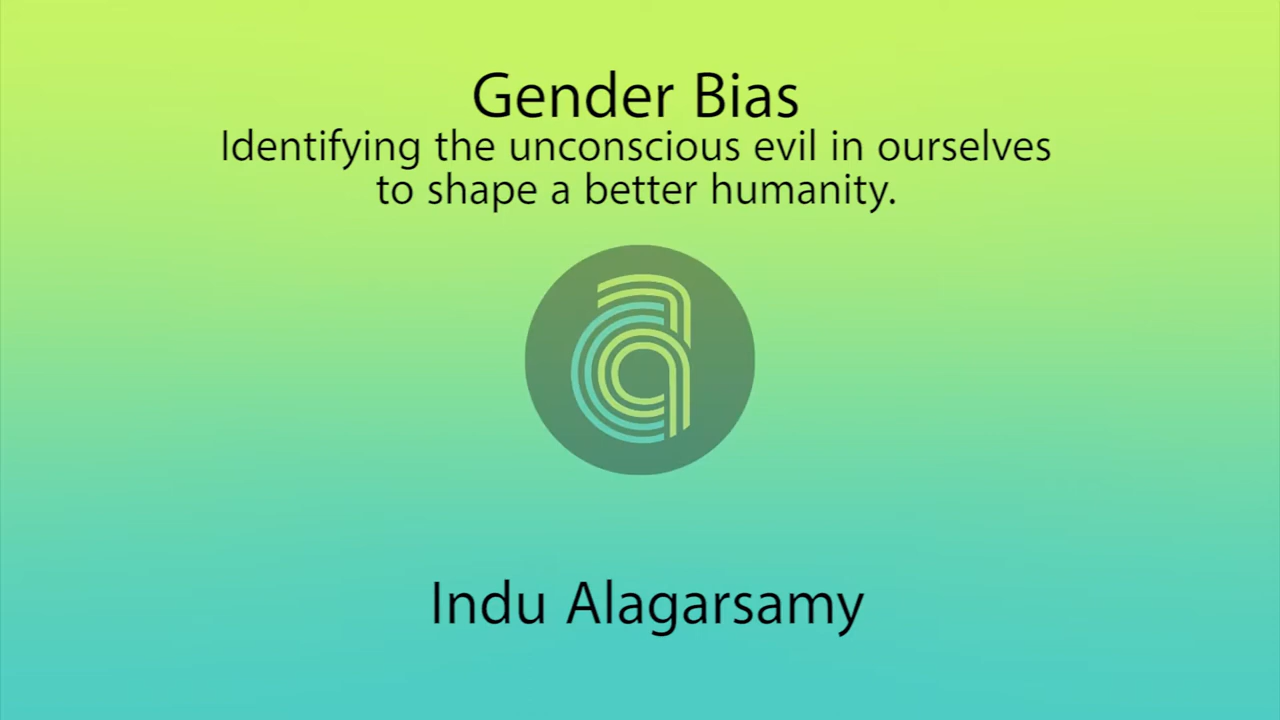 Gender Bias
Identifying the unconscious evil in ourselves
to shape a better humanity.
Indu Alagarsamy